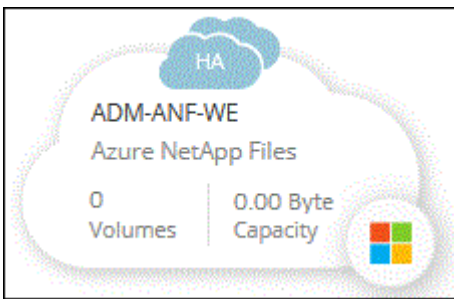 HA
ADM-ANF-WE
Azure NetApp Files
0 0.00 Byte
Volumes Capacity